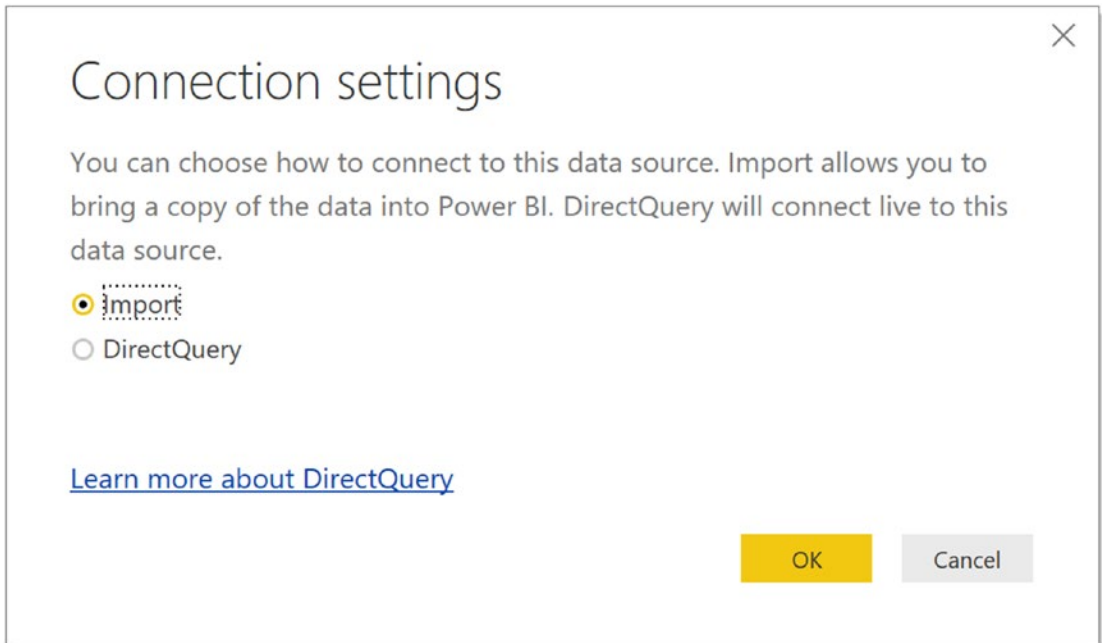 Connection settings
You can choose how to connect to this data source. Import allows you to
bring a copy of the data into Power BI. DirectQuery will connect live to this
data source.
Import
DirectQuery
Learn more about DirectQuery
OK Cancel